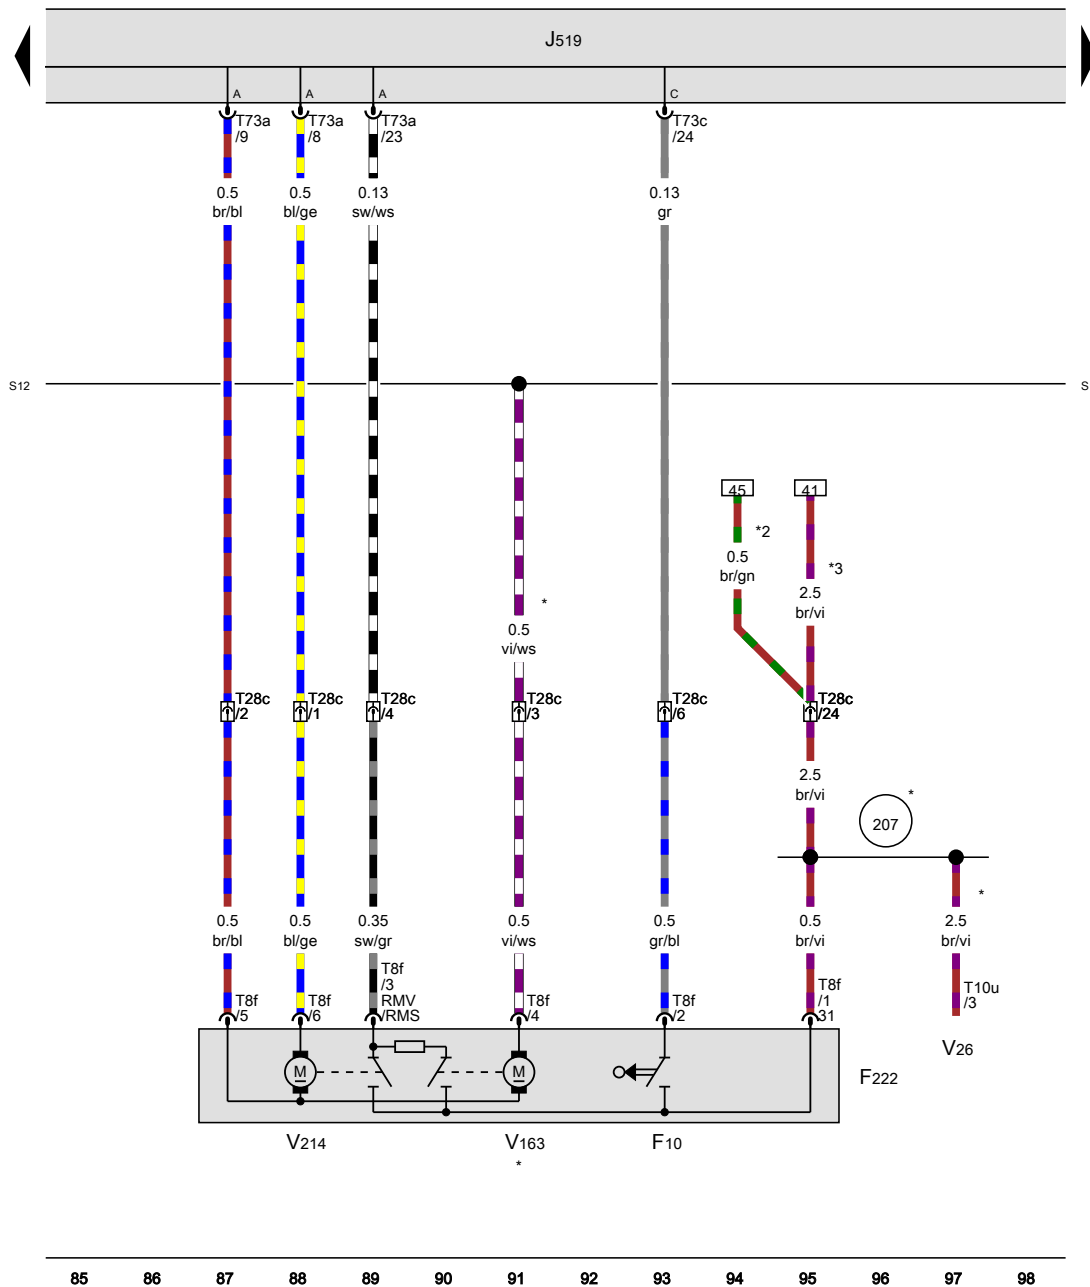 J519
A A A C
T73a
/9
T73a
/8
T73a
/23
T73c
/24
0.5
br/bl
0.5
bl/ge
0.13
sw/ws
0.13
gr
S12
S
45
41
*2
0.5
br/gn
*3
2.5
br/vi
*
0.5
vi/ws
T28c
/2
T28c
/1
T28c
/4
T28c
/3
T28c
/6
T28c
/24
2.5
br/vi
*
207
*
0.5
br/bl
0.5
bl/ge
0.35
sw/gr
0.5
vi/ws
0.5
gr/bl
0.5
br/vi
2.5
br/vi
T8f
/5
T8f
/6
T8f
/3
RMV
/RMS
T8f
/4
T8f
/2
T8f
/1
31
T10u
/3
V26
M
M
F222
V214
V163
*
F10
85 86 87 88 89 90 91 92 93 94 95 96 97 98